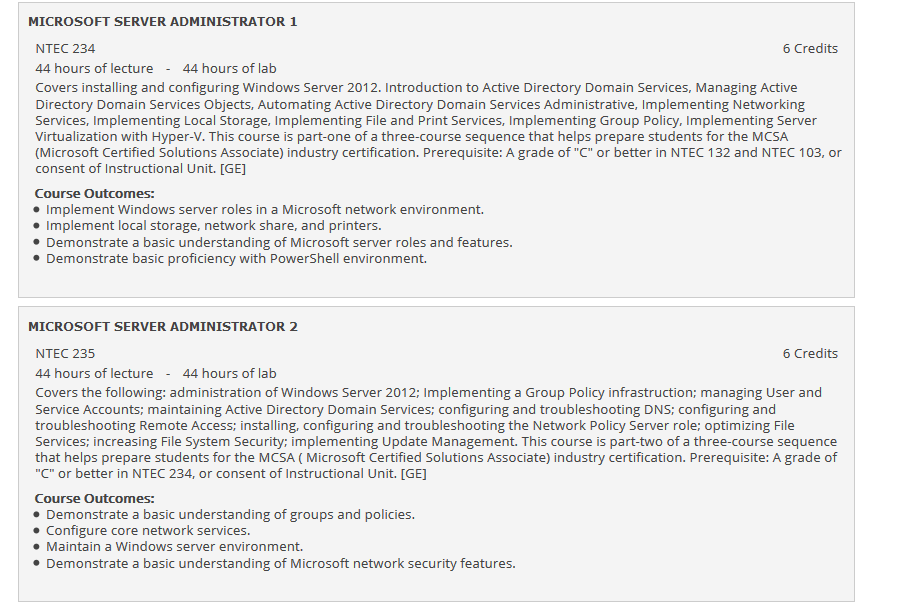 MICROSOFT SERVER ADMINISTRATOR 1
NTEC 234 6 Credits
44 hours of lecture - 44 hours of lab
Covers installing and configuring Windows Server 2012. Introduction to Active Directory Domain Services, Managing Active
Directory Domain Services Objects, Automating Active Directory Domain Services Administrative, Implementing Networking
Services, Implementing Local Storage, Implementing File and Print Services, Implementing Group Policy, Implementing Server
Virtualization with Hyper-V. This course is part-one of a three-course sequence that helps prepare students for the MCSA
(Microsoft Certified Solutions Associate) industry certification. Prerequisite: A grade of "C" or better in NTEC 132 and NTEC 103, or
consent of Instructional Unit. [GE]
Course Outcomes:
● Implement Windows server roles in a Microsoft network environment.
● Implement local storage, network share, and printers.
● Demonstrate a basic understanding of Microsoft server roles and features.
● Demonstrate basic proficiency with PowerShell environment.
MICROSOFT SERVER ADMINISTRATOR 2
NTEC 235 6 Credits
44 hours of lecture - 44 hours of lab
Covers the following: administration of Windows Server 2012; Implementing a Group Policy infrastruction; managing User and
Service Accounts; maintaining Active Directory Domain Services; configuring and troubleshooting DNS; configuring and
troubleshooting Remote Access; installing, configuring and troubleshooting the Network Policy Server role; optimizing File
Services; increasing File System Security; implementing Update Management. This course is part-two of a three-course sequence
that helps prepare students for the MCSA ( Microsoft Certified Solutions Associate) industry certification. Prerequisite: A grade of
"C" or better in NTEC 234, or consent of Instructional Unit. [GE]
Course Outcomes:
● Demonstrate a basic understanding of groups and policies.
● Configure core network services.
● Maintain a Windows server environment.
● Demonstrate a basic understanding of Microsoft network security features.